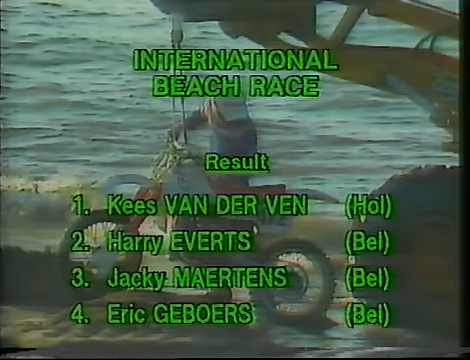 INTERNATIONAL
BEACH RACE
Result
1. Kees VAN DER VEN (Hol)
2. Harry EVERTS (Bel)
3. Jacky MAERTENS (Bel)
4. Eric GEBOERS (Bel)